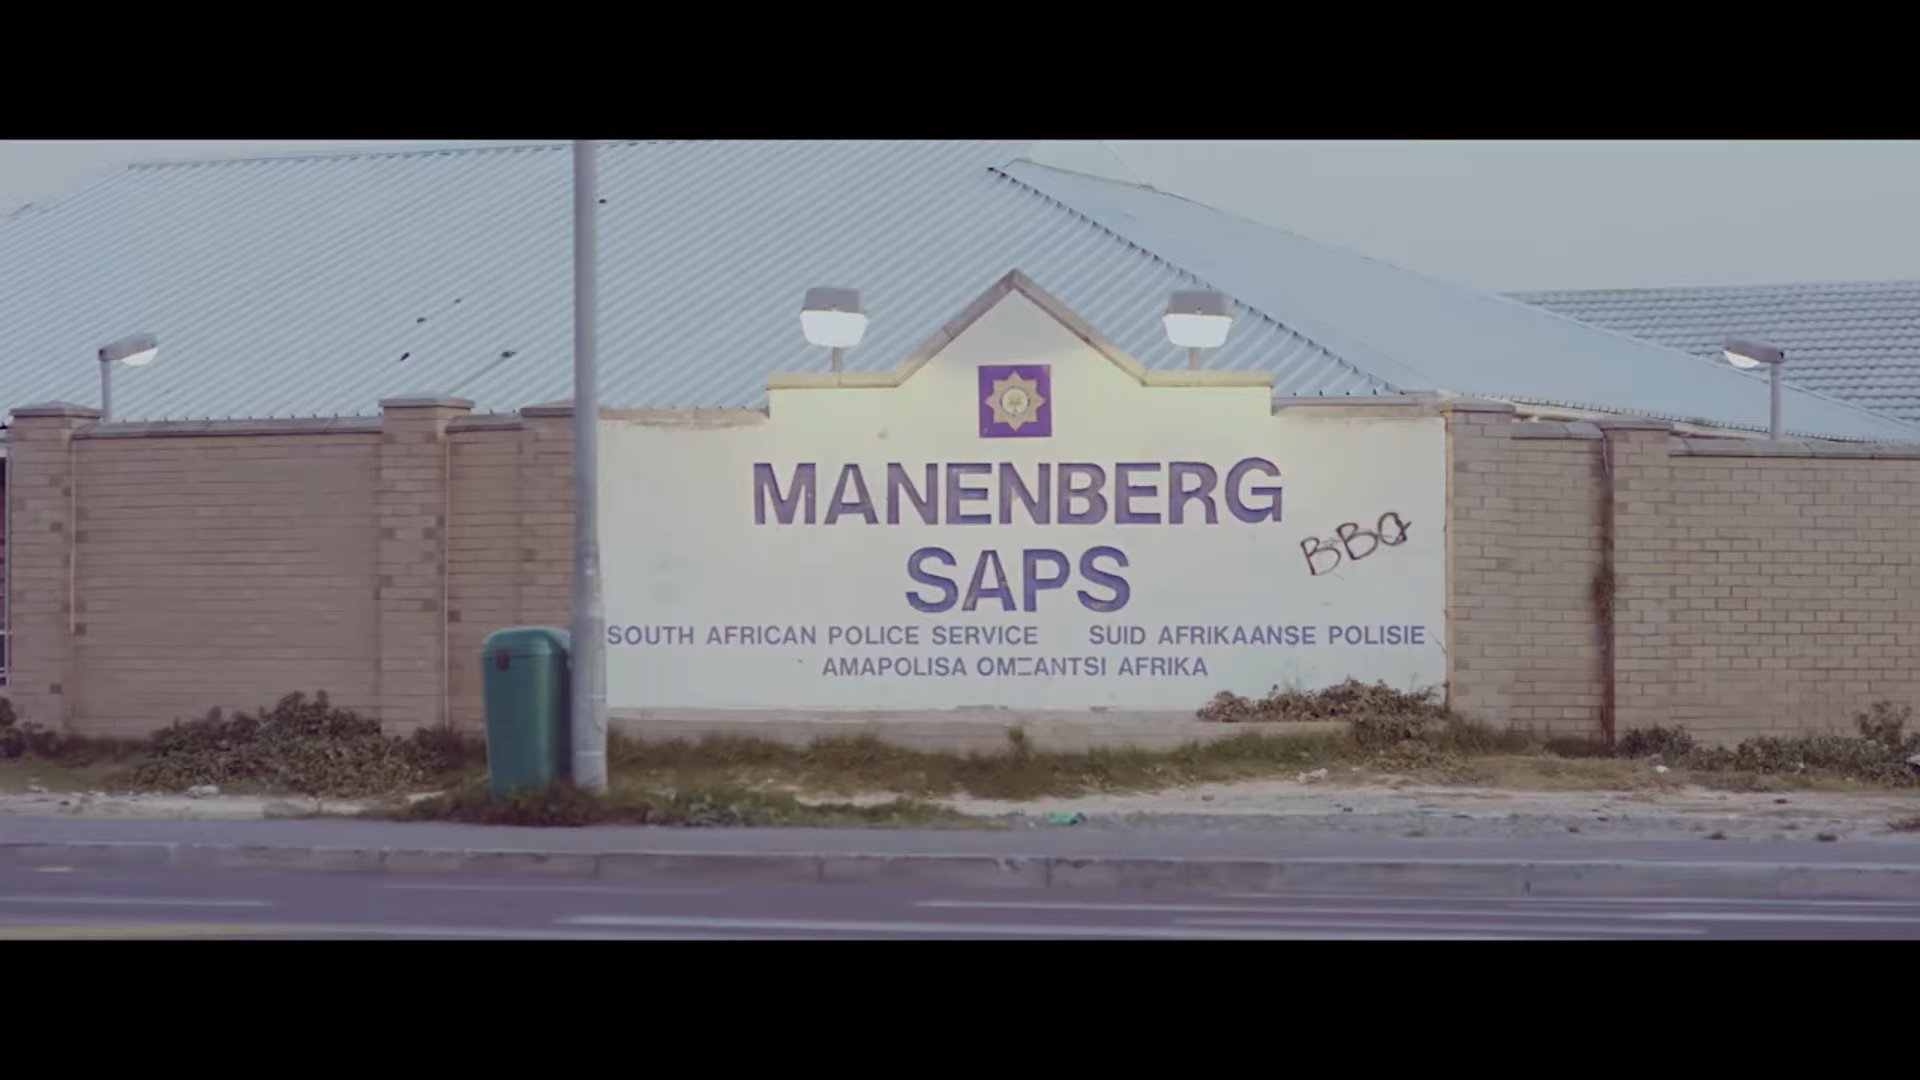 MANENBERG
SAPS
BBQ
SOUTH AFRICAN POLICE SERVICE SUID AFRIKAANSE POLISIE
AMAPOLISA OMZANTSI AFRIKA